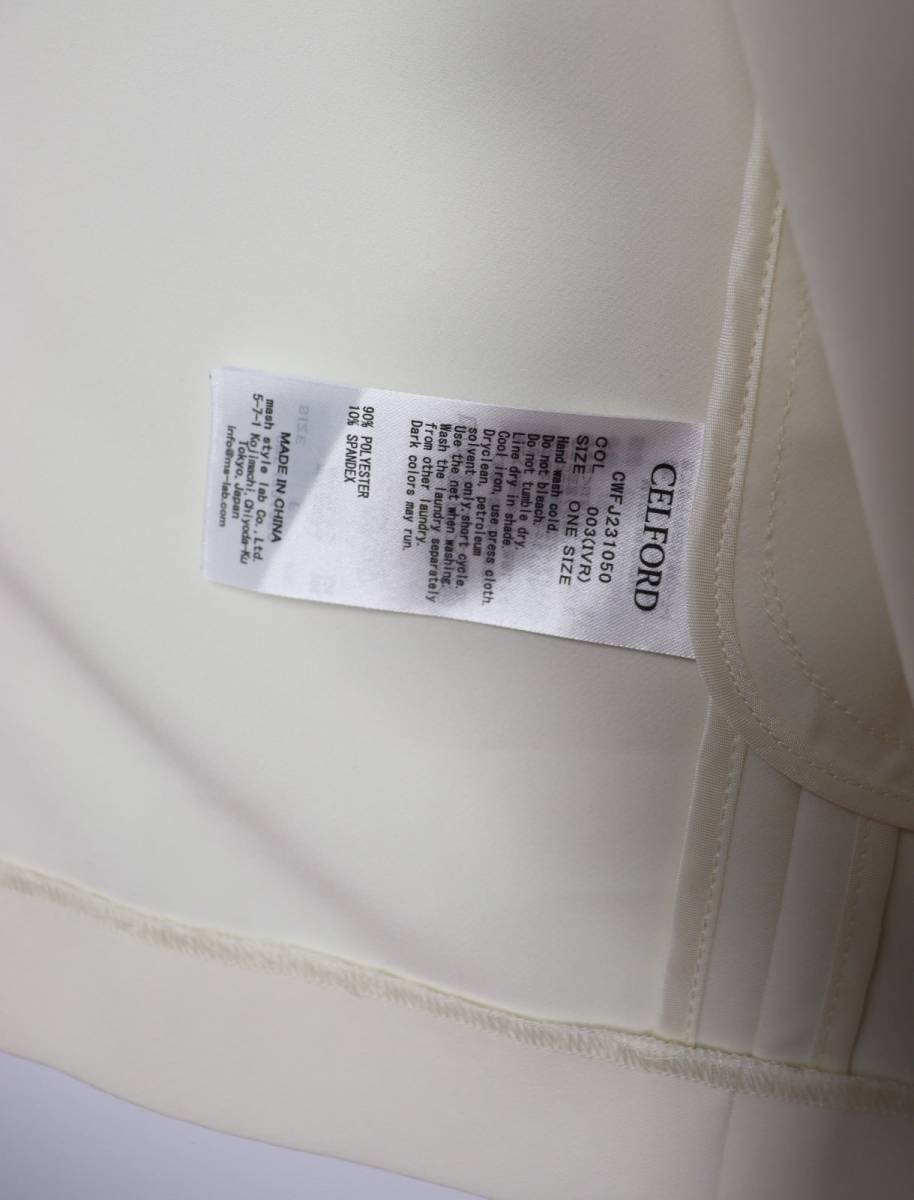 CELFORD
CWFJ231050
COL 003(IVR)
SIZE ONE SIZE
Hand wash cold.
Do not bleach.
Do not tumble dry.
Line dry in shade.
Cool iron, use press cloth.
Dryclean, petroleum
solvent only.short cycle.
Use the net when washing.
Wash the laundry separately
from other laundry.
Dark colors may run.
90% POLYESTER
10% SPANDEX
MADE IN CHINA
mash style lab Co., Ltd.
5-7-1 Kojimachi, Chiyoda-Ku
Tokyo, Japan
info@ms-lab.com